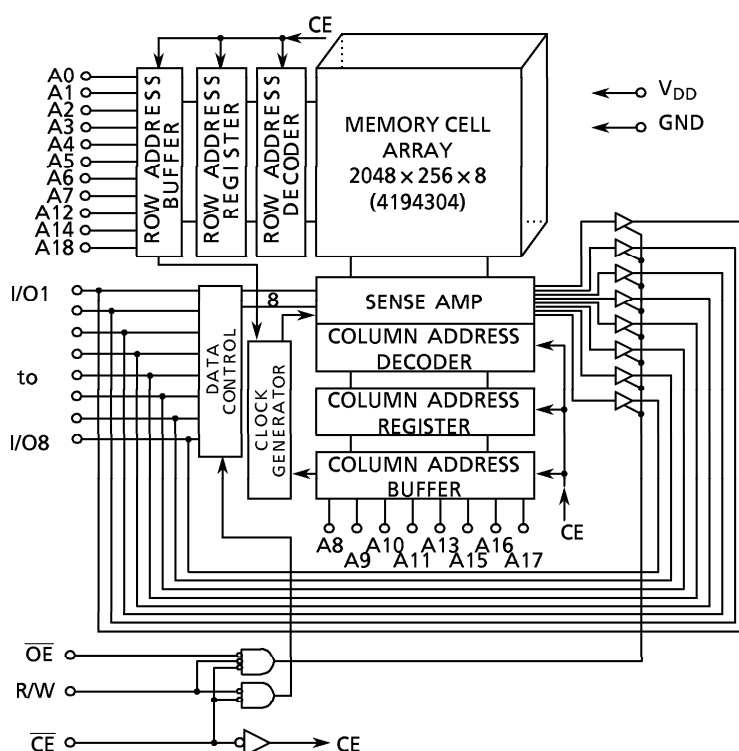 CE
A0
A1
A2
A3
A4
A5
A6
A7
A12
A14
A18
ROW ADDRESS
BUFFER
ROW ADDRESS
REGISTER
ROW ADDRESS
DECODER
MEMORY CELL
ARRAY
2048 × 256 × 8
(4194304)
VDD
GND
I/O1
to
I/O8
DATA
CONTROL
8
CLOCK
GENERATOR
SENSE AMP
COLUMN ADDRESS
DECODER
COLUMN ADDRESS
REGISTER
COLUMN ADDRESS
BUFFER
A8 A10 A13 A16
A9 A11 A15 A17
CE
O̅E̅
R/W
C̅E̅
CE